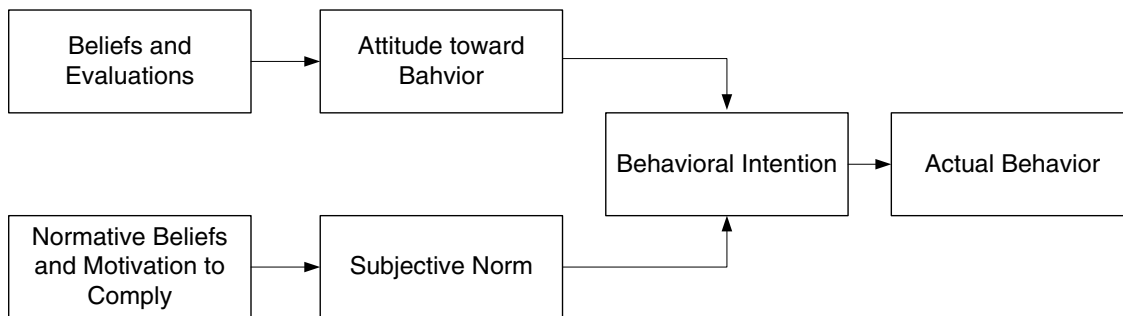 Beliefs and
Evaluations
Attitude toward
Bahvior
Behavioral Intention
Actual Behavior
Normative Beliefs
and Motivation to
Comply
Subjective Norm